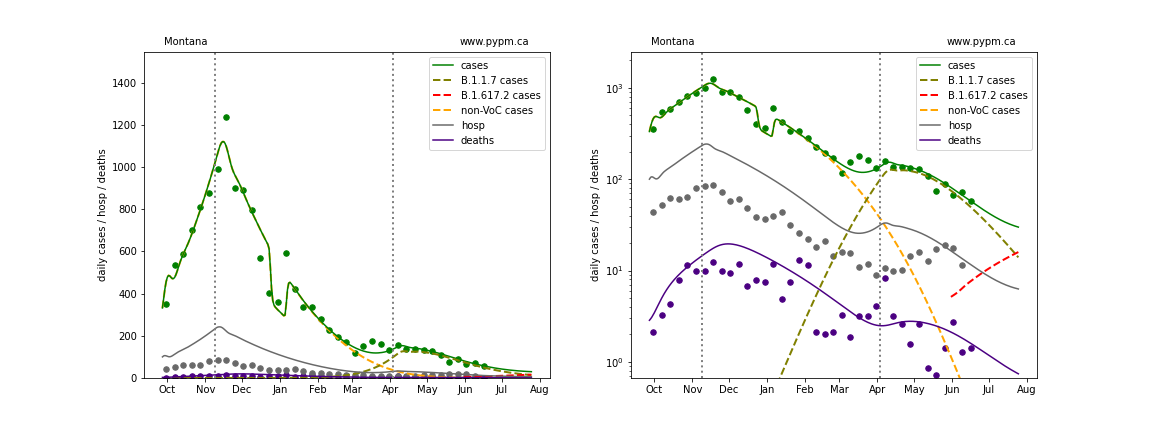 Montana www.pypm.ca
cases
B.1.1.7 cases
B.1.617.2 cases
non-VoC cases
hosp
deaths
daily cases / hosp / deaths
1400
1200
1000
800
600
400
200
0
Oct Nov Dec Jan Feb Mar Apr May Jun Jul Aug
Montana www.pypm.ca
cases
B.1.1.7 cases
B.1.617.2 cases
non-VoC cases
hosp
deaths
daily cases / hosp / deaths
10³
10²
10¹
10⁰
Oct Nov Dec Jan Feb Mar Apr May Jun Jul Aug